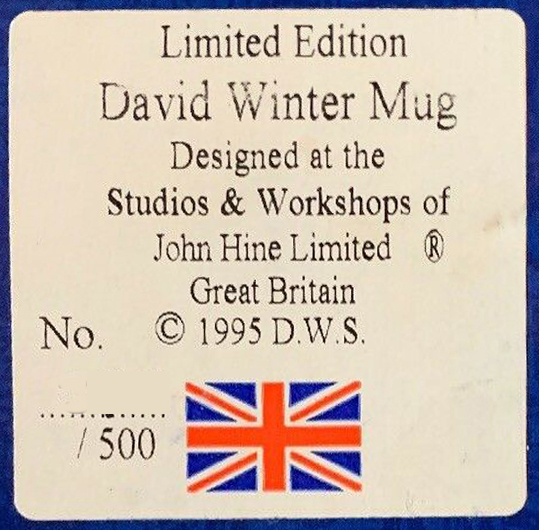 Limited Edition
David Winter Mug
Designed at the
Studios & Workshops of
John Hine Limited ®
Great Britain
No. © 1995 D.W.S.
.............
/ 500